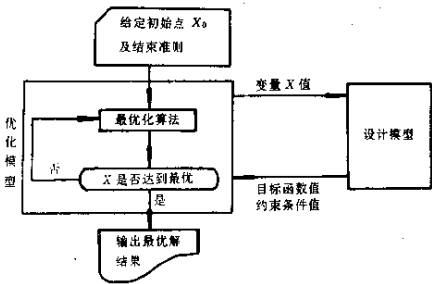 给定初始点 X₀
及结束准则
优化模型
最优化算法
否
X 是否达到最优
是
输出最优解
结果
变量 X 值
设计模型
目标函数值
约束条件值